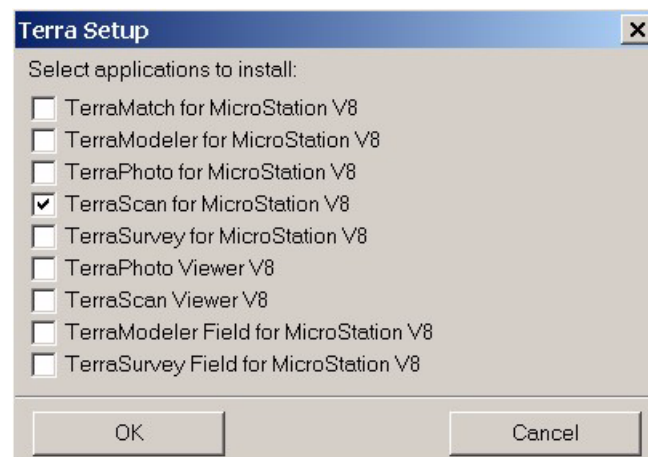 Terra Setup
Select applications to install:
TerraMatch for MicroStation V8
TerraModeler for MicroStation V8
TerraPhoto for MicroStation V8
TerraScan for MicroStation V8
TerraSurvey for MicroStation V8
TerraPhoto Viewer V8
TerraScan Viewer V8
TerraModeler Field for MicroStation V8
TerraSurvey Field for MicroStation V8
OK Cancel